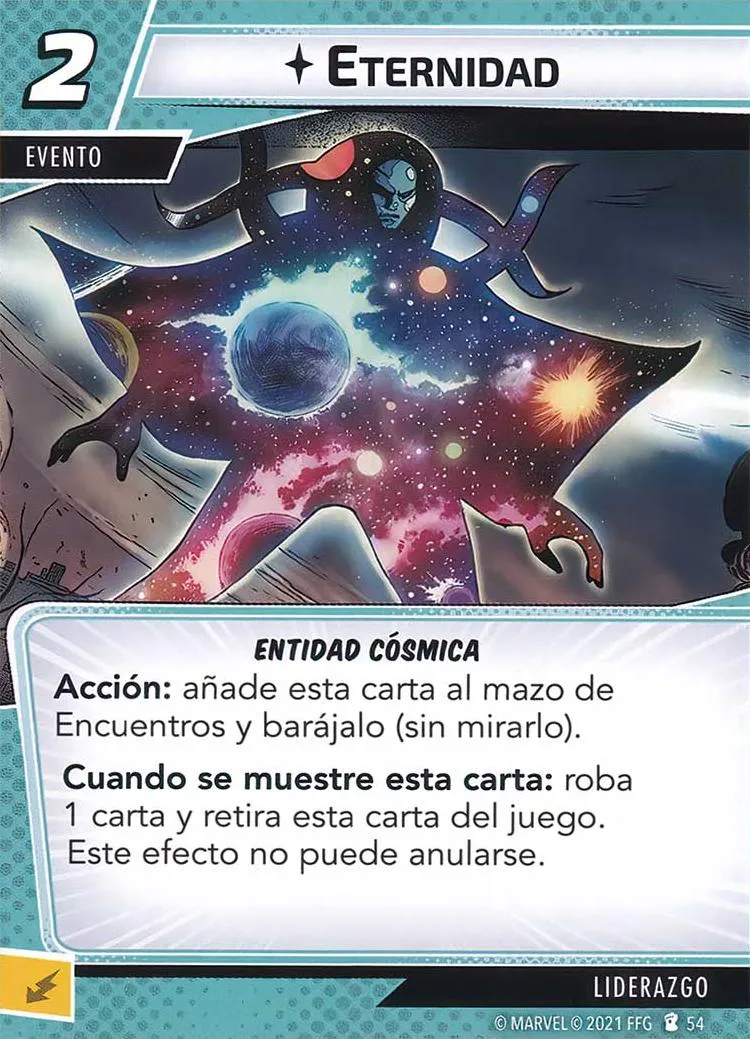 2
ETERNIDAD
EVENTO
ENTIDAD CÓSMICA
Acción: añade esta carta al mazo de
Encuentros y barájalo (sin mirarlo).
Cuando se muestre esta carta: roba
1 carta y retira esta carta del juego.
Este efecto no puede anularse.
LIDERAZGO
© MARVEL © 2021 FFG 54